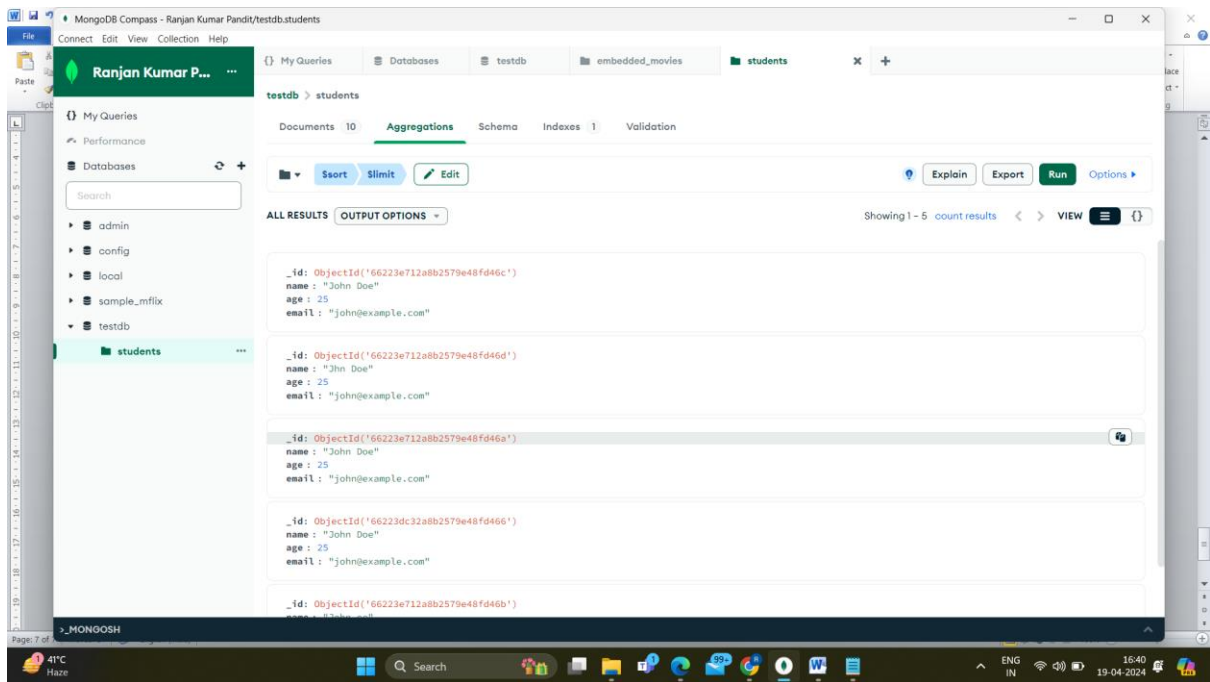 File
MongoDB Compass - Ranjan Kumar Pandit/testdb.students
Connect Edit View Collection Help
Paste
Ranjan Kumar P... ...
{} My Queries
Performance
Databases
Search
admin
config
local
sample_mflix
testdb
students ...
{} My Queries Databases testdb embedded_movies students
testdb > students
Documents 10 Aggregations Schema Indexes 1 Validation
$sort $limit Edit Explain Export Run Options
ALL RESULTS OUTPUT OPTIONS Showing 1 – 5 count results VIEW {}
_id: ObjectId('66223e712a8b2579e48fd46c')
name : "John Doe"
age : 25
email : "john@example.com"
_id: ObjectId('66223e712a8b2579e48fd46d')
name : "Jhn Doe"
age : 25
email : "john@example.com"
_id: ObjectId('66223e712a8b2579e48fd46a')
name : "John Doe"
age : 25
email : "john@example.com"
_id: ObjectId('66223dc32a8b2579e48fd466')
name : "John Doe"
age : 25
email : "john@example.com"
_id: ObjectId('66223e712a8b2579e48fd46b')
>_MONGOSH
Page: 7 of
1 41°C
Haze
Search
99+
ENG
IN
16:40
19-04-2024